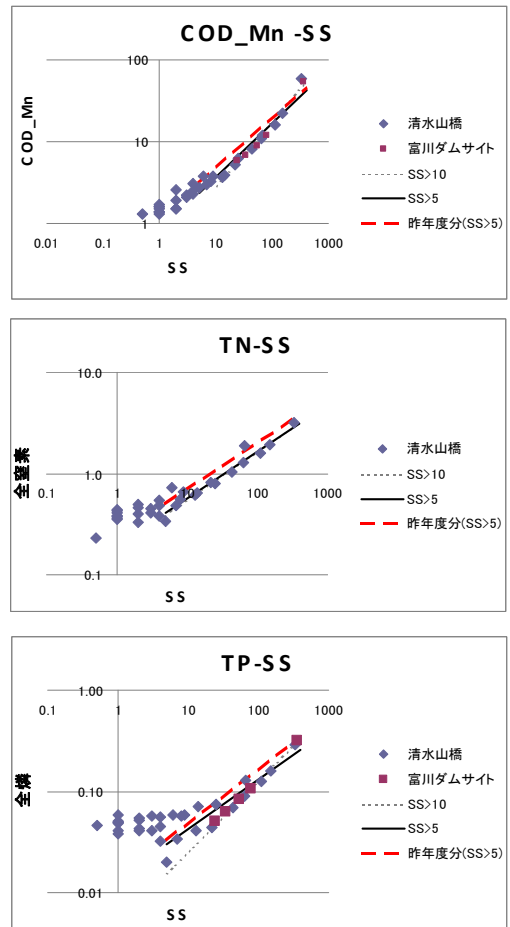 COD_Mn -SS
100
10
1
0.01
0.1
1
10
100
1000
COD_Mn
SS
清水山橋
富川ダムサイト
SS>10
SS>5
昨年度分(SS>5)
TN-SS
10.0
1.0
0.1
0.1
1
10
100
1000
全窒素
SS
清水山橋
SS>10
SS>5
昨年度分(SS>5)
TP-SS
1.00
0.10
0.01
0.1
1
10
100
1000
全燐
SS
清水山橋
富川ダムサイト
SS>10
SS>5
昨年度分(SS>5)